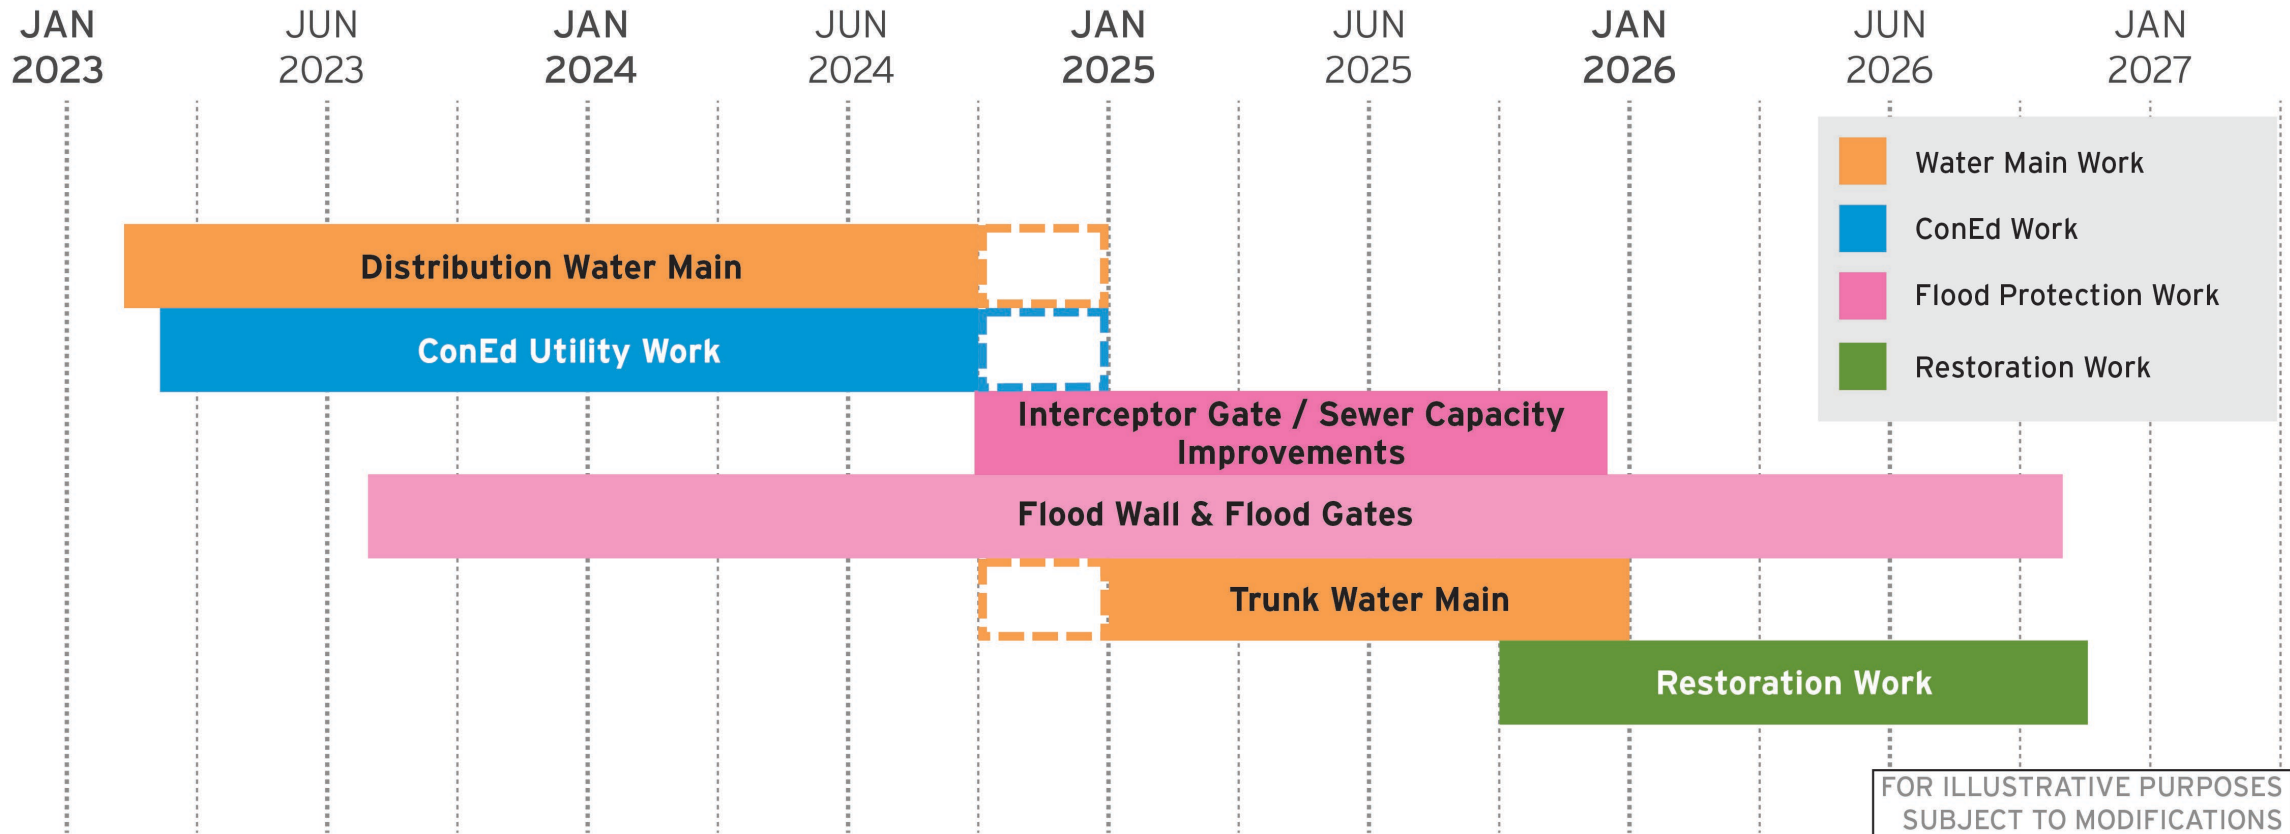 JAN JUN JAN JUN JAN JUN JAN JUN JAN
2023 2023 2024 2024 2025 2025 2026 2026 2027
Water Main Work
ConEd Work
Flood Protection Work
Restoration Work
Distribution Water Main
ConEd Utility Work
Interceptor Gate / Sewer Capacity
Improvements
Flood Wall & Flood Gates
Trunk Water Main
Restoration Work
FOR ILLUSTRATIVE PURPOSES
SUBJECT TO MODIFICATIONS